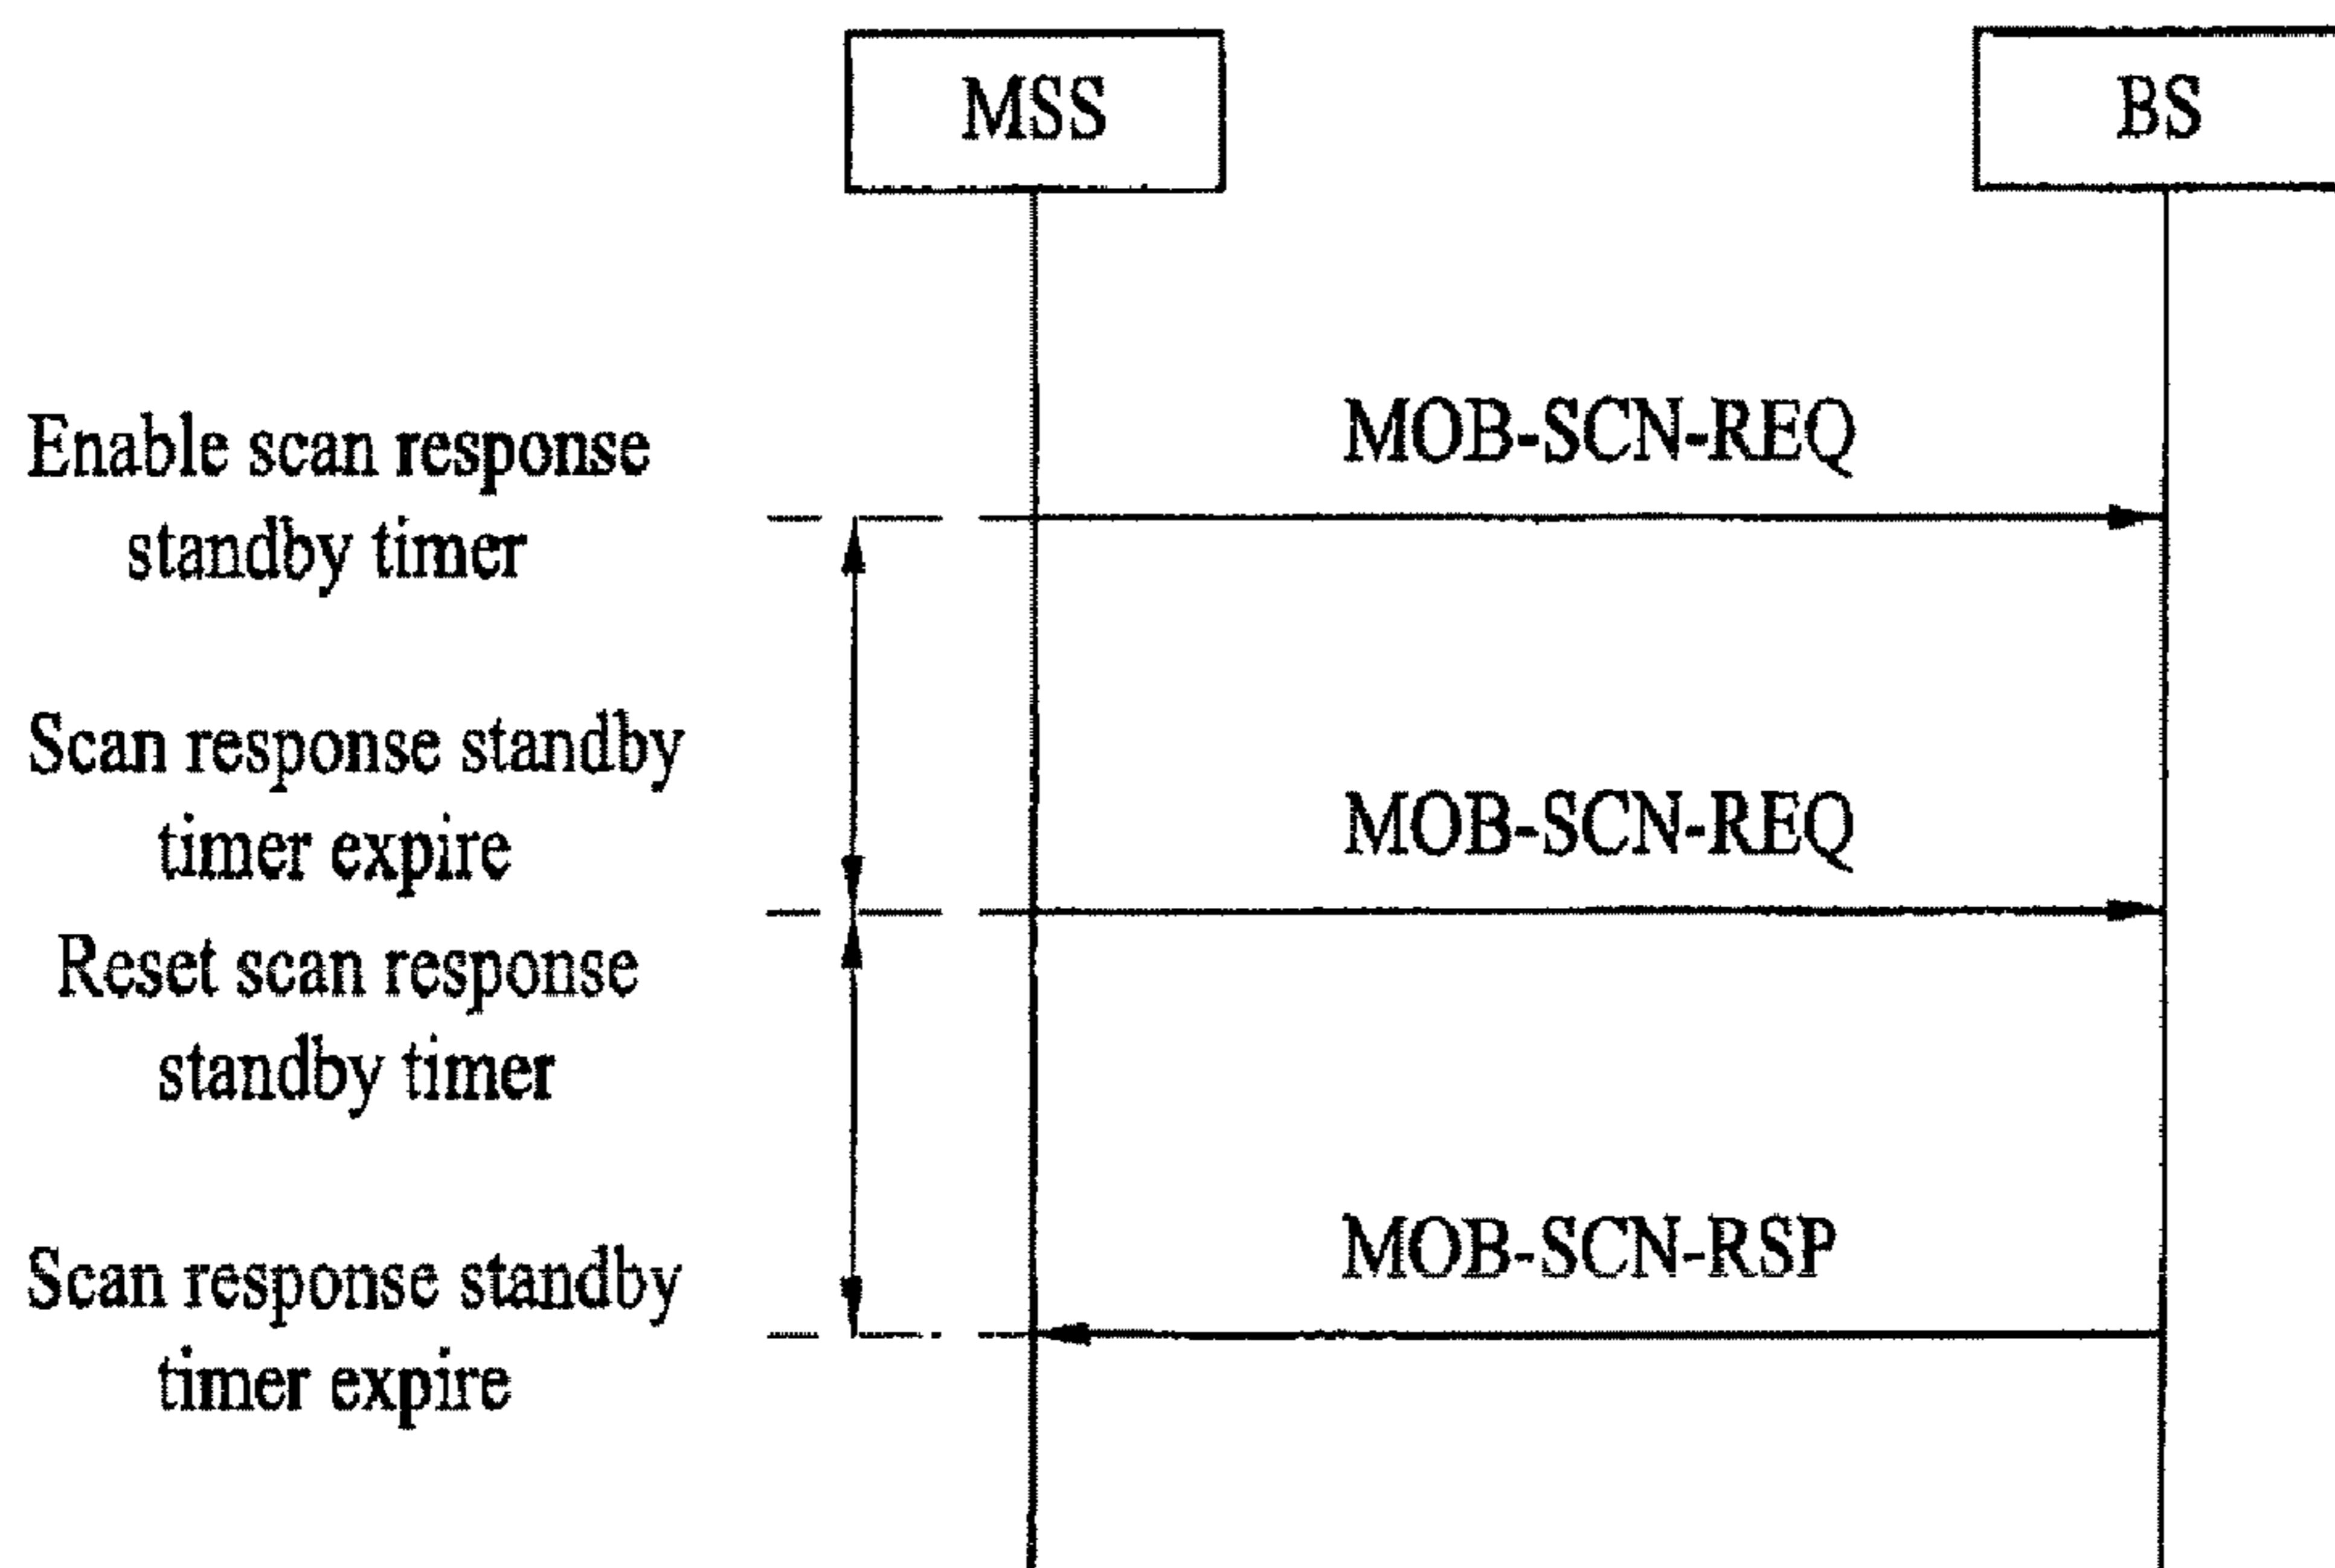 MSS
BS
Enable scan response
standby timer
MOB-SCN-REQ
Scan response standby
timer expire
MOB-SCN-REQ
Reset scan response
standby timer
MOB-SCN-RSP
Scan response standby
timer expire